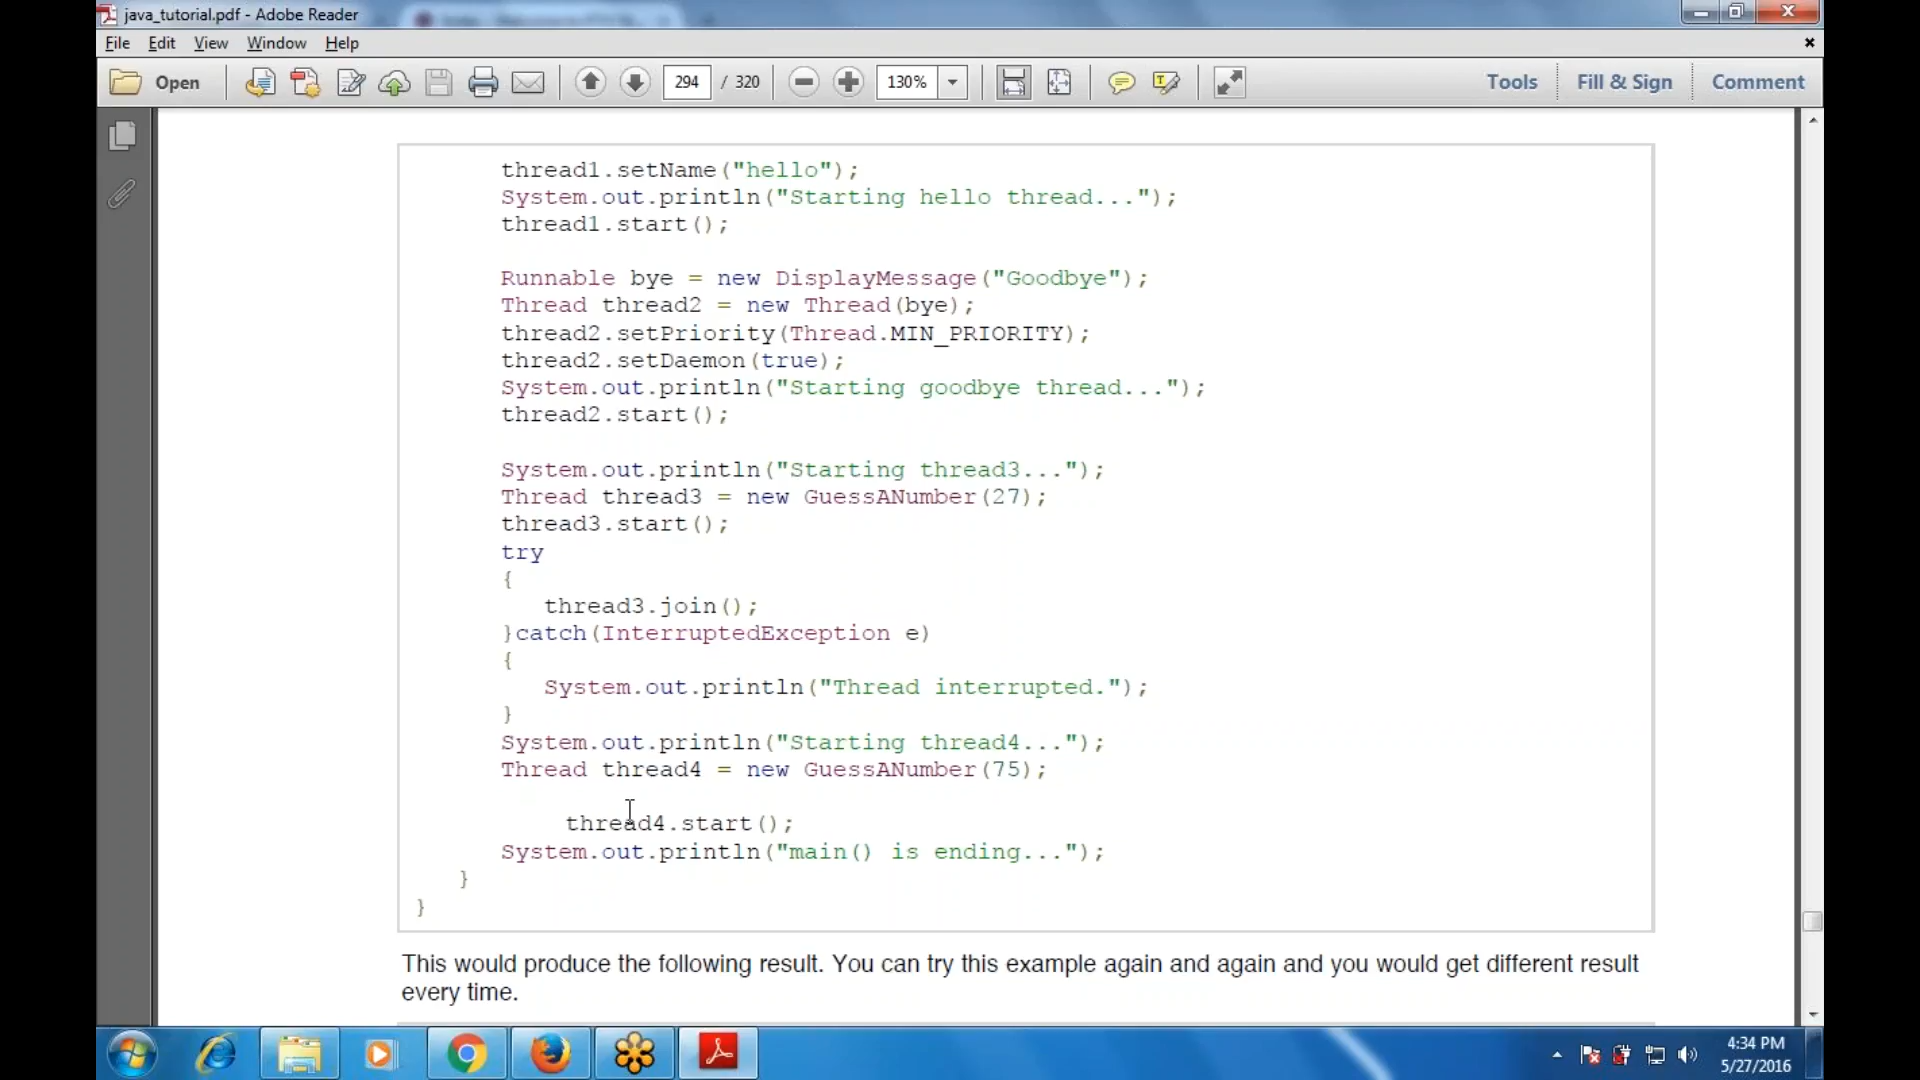 java_tutorial.pdf - Adobe Reader
File Edit View Window Help
Open 294 / 320 130% Tools Fill & Sign Comment
thread1.setName("hello");
System.out.println("Starting hello thread...");
thread1.start();
Runnable bye = new DisplayMessage("Goodbye");
Thread thread2 = new Thread(bye);
thread2.setPriority(Thread.MIN_PRIORITY);
thread2.setDaemon(true);
System.out.println("Starting goodbye thread...");
thread2.start();
System.out.println("Starting thread3...");
Thread thread3 = new GuessANumber(27);
thread3.start();
try
{
thread3.join();
}catch(InterruptedException e)
{
System.out.println("Thread interrupted.");
}
System.out.println("Starting thread4...");
Thread thread4 = new GuessANumber(75);
thread4.start();
System.out.println("main() is ending...");
}
}
This would produce the following result. You can try this example again and again and you would get different result
every time.
4:34 PM
5/27/2016